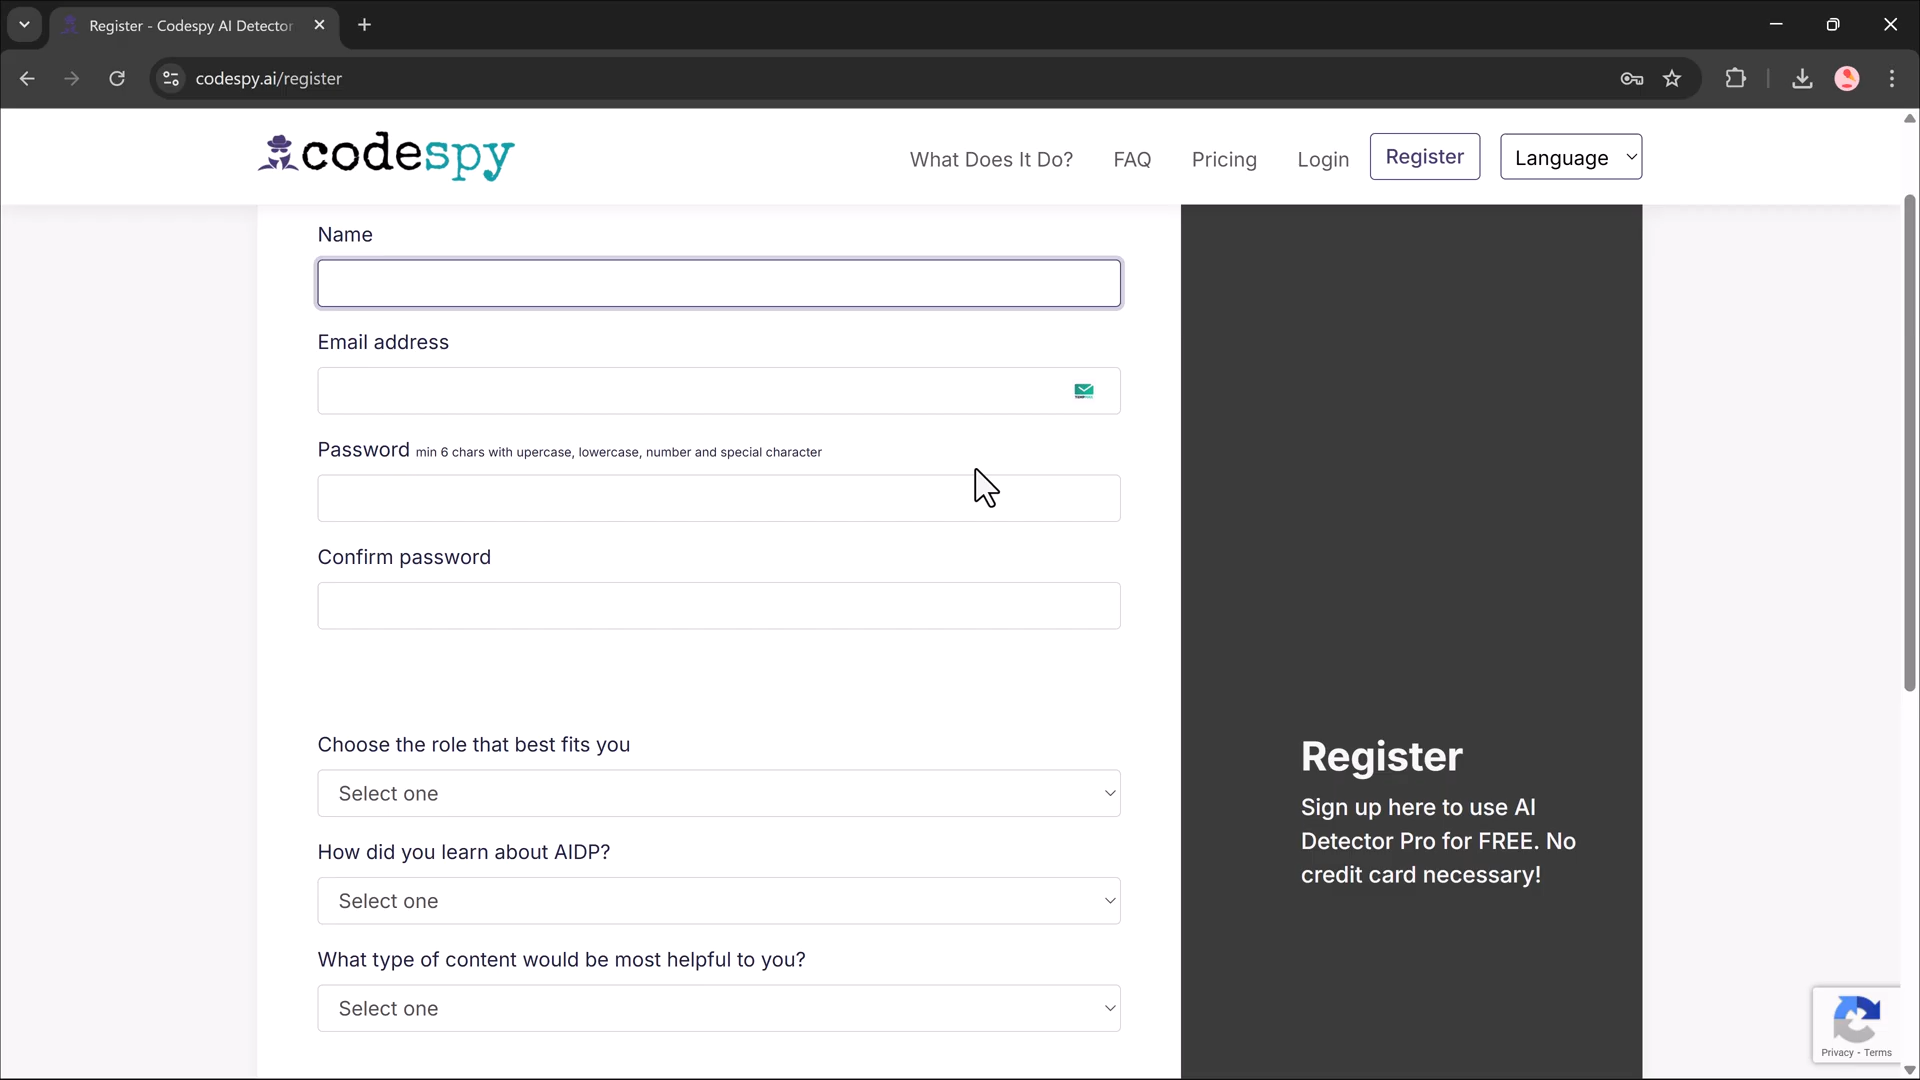 Register - Codespy AI Detector
codespy.ai/register
codespy
What Does It Do?
FAQ
Pricing
Login
Register
Language
Name
Email address
Password min 6 chars with upercase, lowercase, number and special character
Confirm password
Choose the role that best fits you
Select one
How did you learn about AIDP?
Select one
What type of content would be most helpful to you?
Select one
Register
Sign up here to use AI
Detector Pro for FREE. No
credit card necessary!
Privacy - Terms